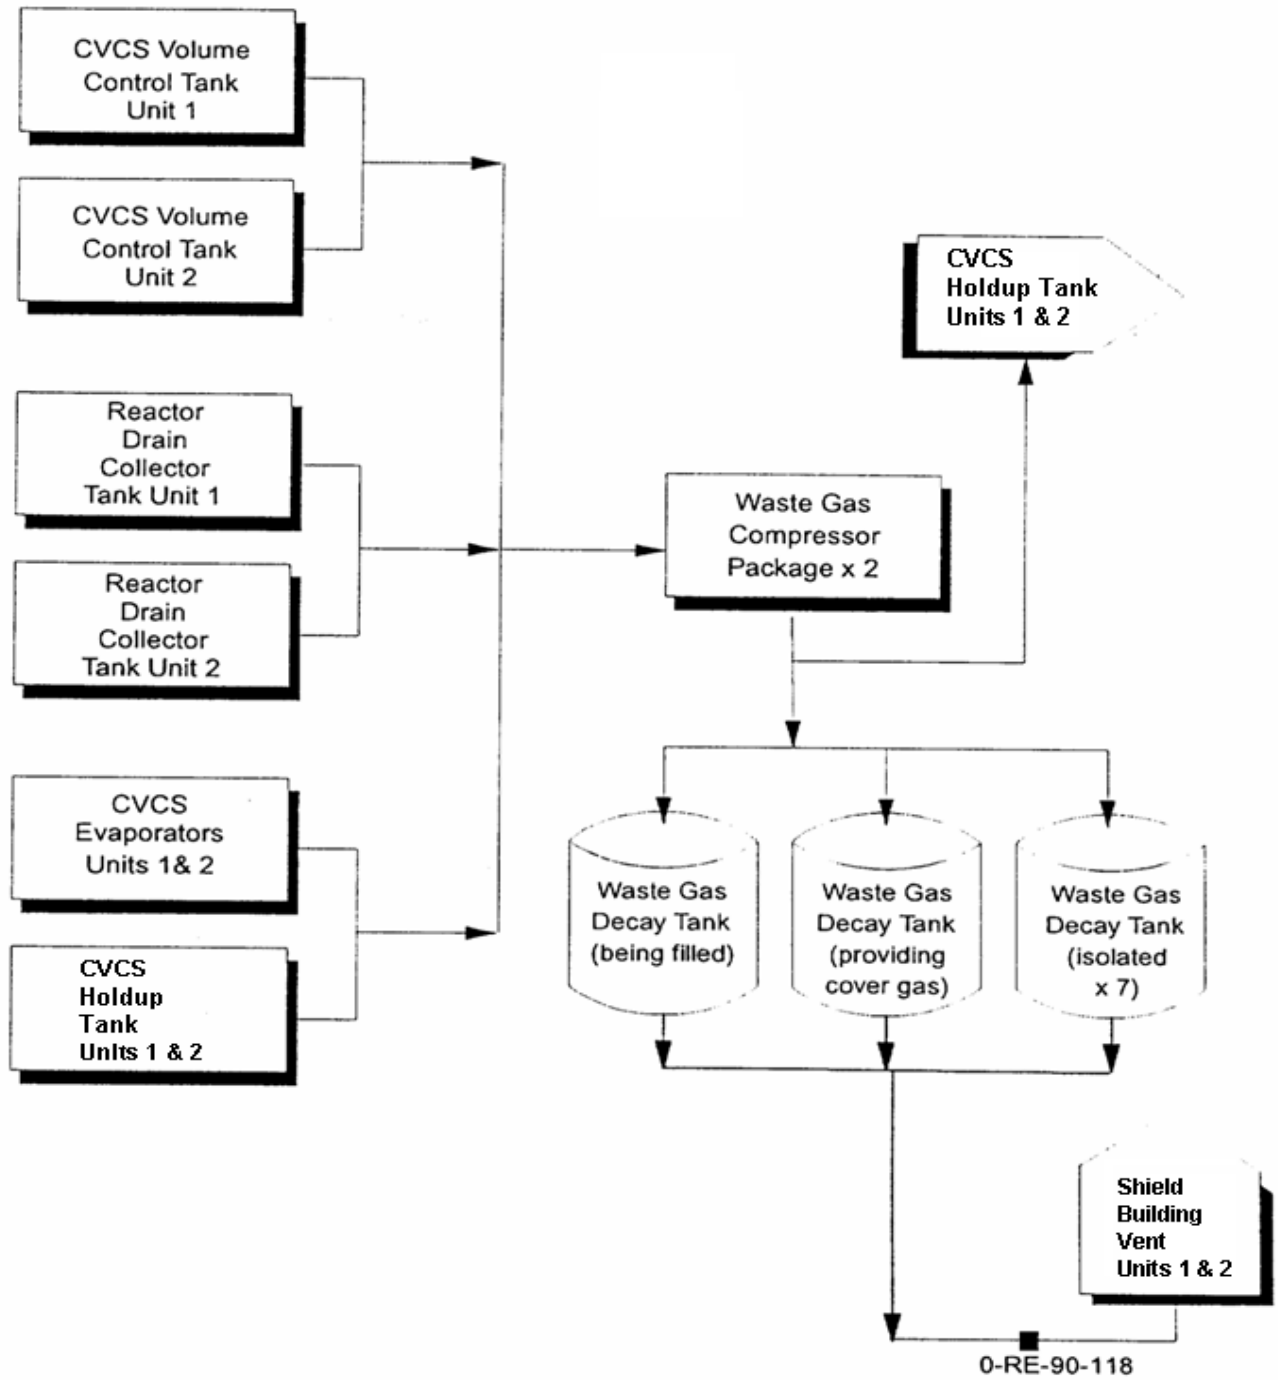 CVCS Volume
Control Tank
Unit 1
CVCS Volume
Control Tank
Unit 2
CVCS
Holdup Tank
Units 1 & 2
Reactor
Drain
Collector
Tank Unit 1
Reactor
Drain
Collector
Tank Unit 2
Waste Gas
Compressor
Package x 2
CVCS
Evaporators
Units 1& 2
CVCS
Holdup
Tank
Units 1 & 2
Waste Gas
Decay Tank
(being filled)
Waste Gas
Decay Tank
(providing
cover gas)
Waste Gas
Decay Tank
(isolated
x 7)
Shield
Building
Vent
Units 1 & 2
0-RE-90-118